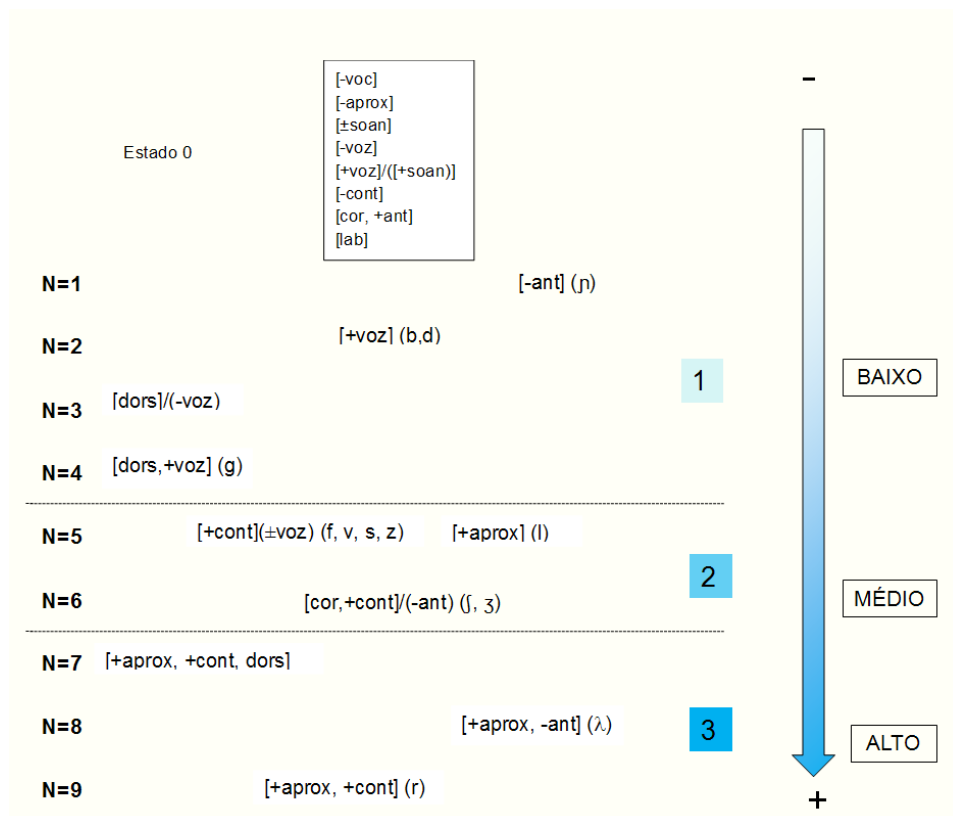 [-voc]
[-aprox]
[±soan]
Estado 0
[-voz]
[+voz]/([+soan)]
[-cont]
[cor, +ant]
[lab]
–
N=1 [-ant] (ɲ)
N=2 [+voz] (b,d)
1 BAIXO
N=3 [dors]/(-voz)
N=4 [dors,+voz] (g)
N=5 [+cont](±voz) (f, v, s, z) [+aprox] (l)
2 MÉDIO
N=6 [cor,+cont]/(-ant) (ʃ, ʒ)
N=7 [+aprox, +cont, dors]
N=8 [+aprox, -ant] (λ)
3 ALTO
N=9 [+aprox, +cont] (r)
+